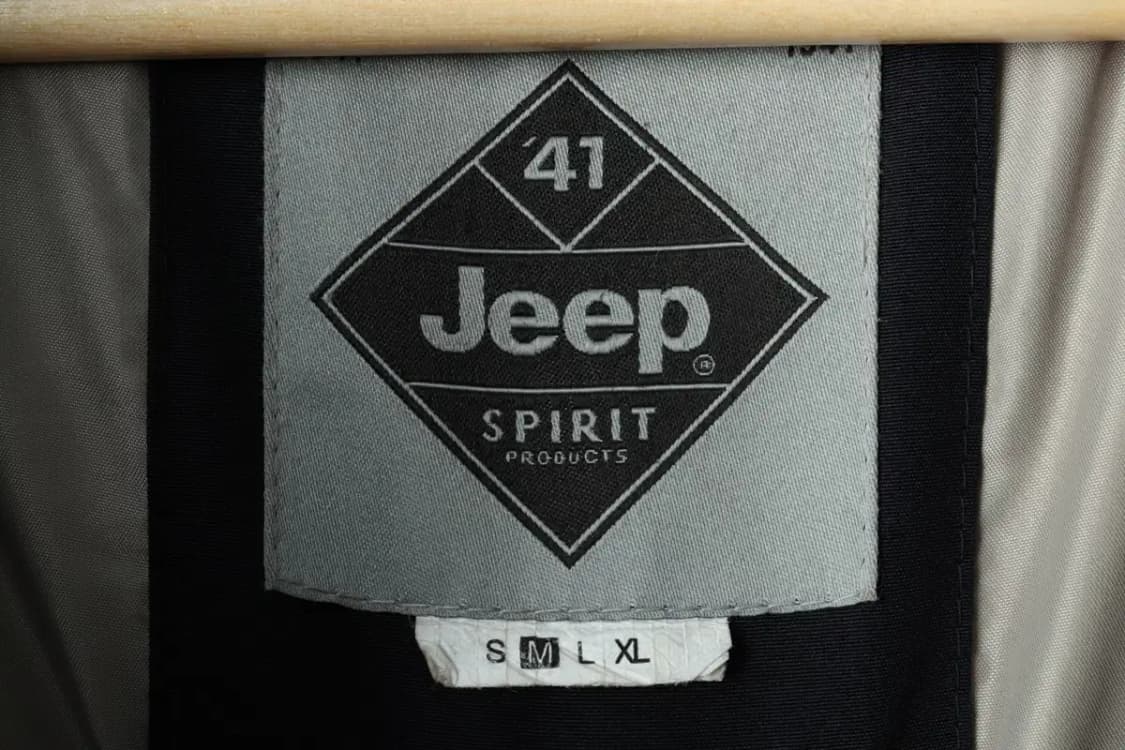 '41
Jeep
®
SPIRIT
PRODUCTS
S M L XL